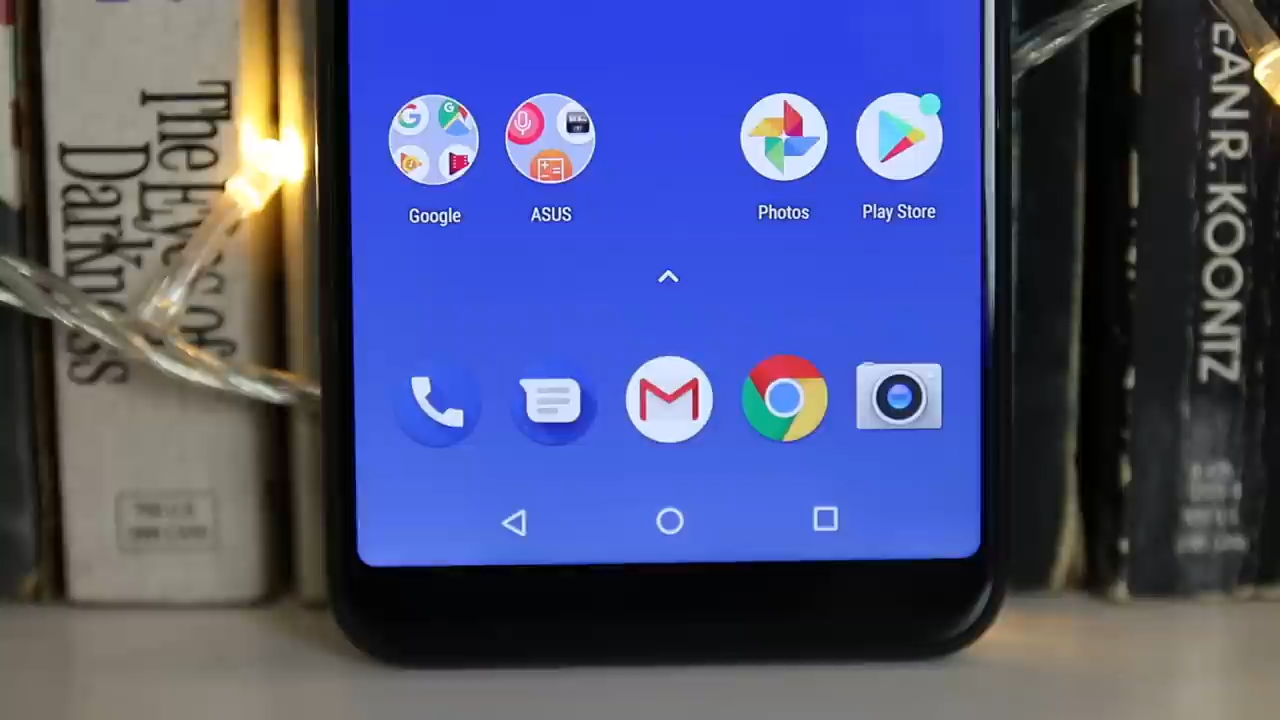 The Eyes of
Darkness
Google
ASUS
Photos
Play Store
EAN R. KOONTZ